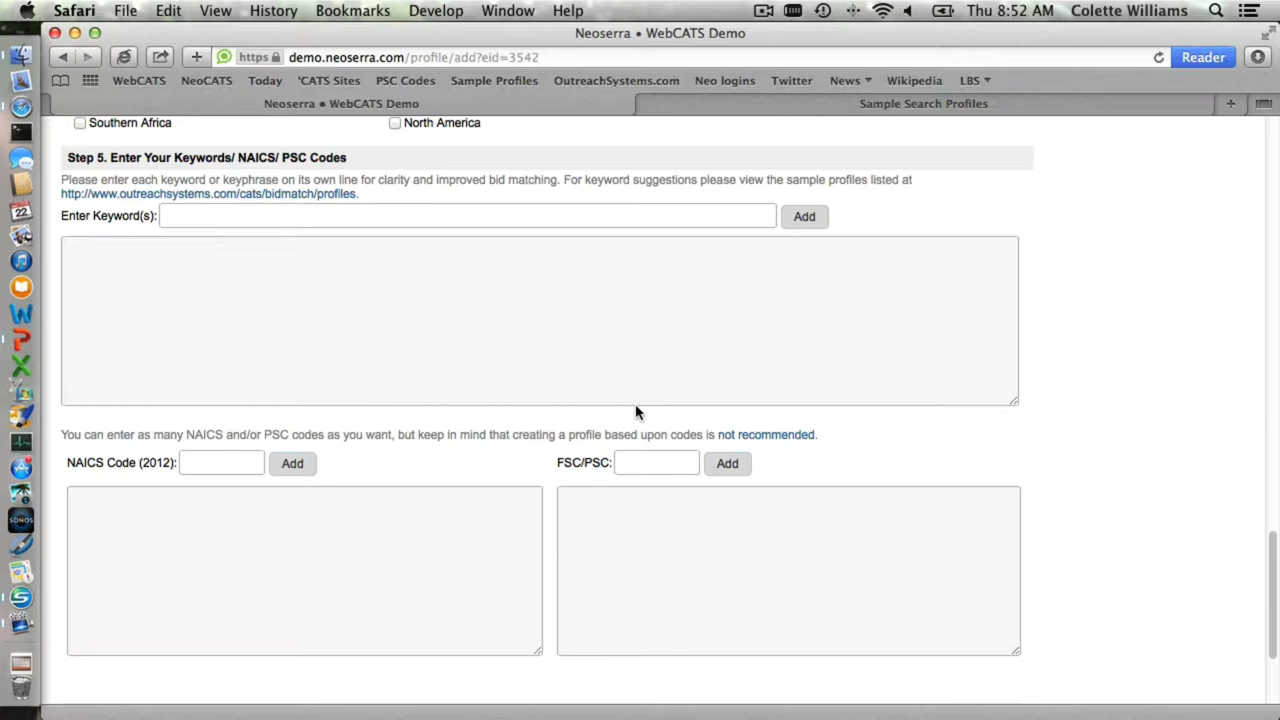 Safari File Edit View History Bookmarks Develop Window Help Thu 8:52 AM Colette Williams
Neoserra • WebCATS Demo
https demo.neoserra.com/profile/add?eid=3542 Reader
WebCATS NeoCATS Today 'CATS Sites PSC Codes Sample Profiles OutreachSystems.com Neo logins Twitter News Wikipedia LBS
Neoserra • WebCATS Demo Sample Search Profiles
Southern Africa North America
Step 5. Enter Your Keywords/ NAICS/ PSC Codes
Please enter each keyword or keyphrase on its own line for clarity and improved bid matching. For keyword suggestions please view the sample profiles listed at
http://www.outreachsystems.com/cats/bidmatch/profiles.
Enter Keyword(s): Add
You can enter as many NAICS and/or PSC codes as you want, but keep in mind that creating a profile based upon codes is not recommended.
NAICS Code (2012): Add FSC/PSC: Add
22
SONOS